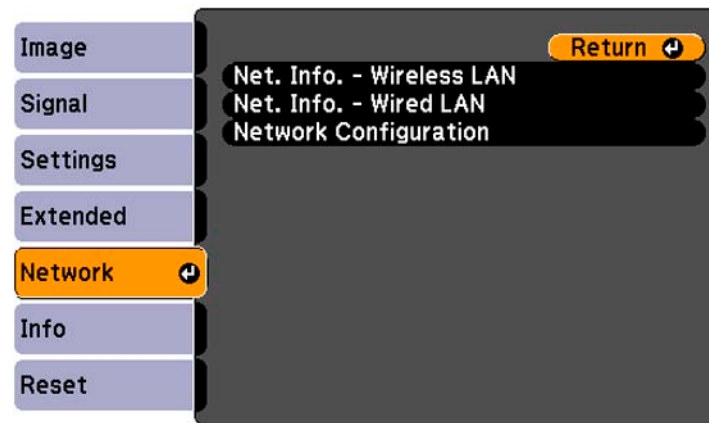 Image
Signal
Settings
Extended
Network
Info
Reset
Return
Net. Info. - Wireless LAN
Net. Info. - Wired LAN
Network Configuration